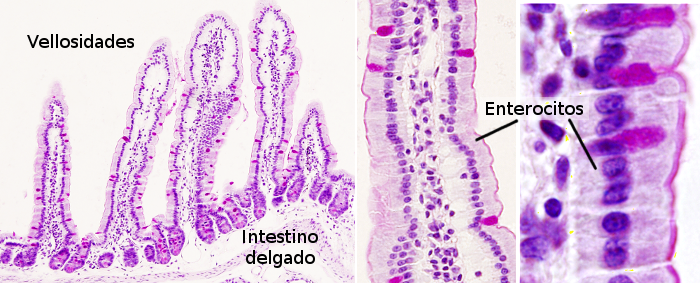 Vellosidades
Intestino
delgado
Enterocitos